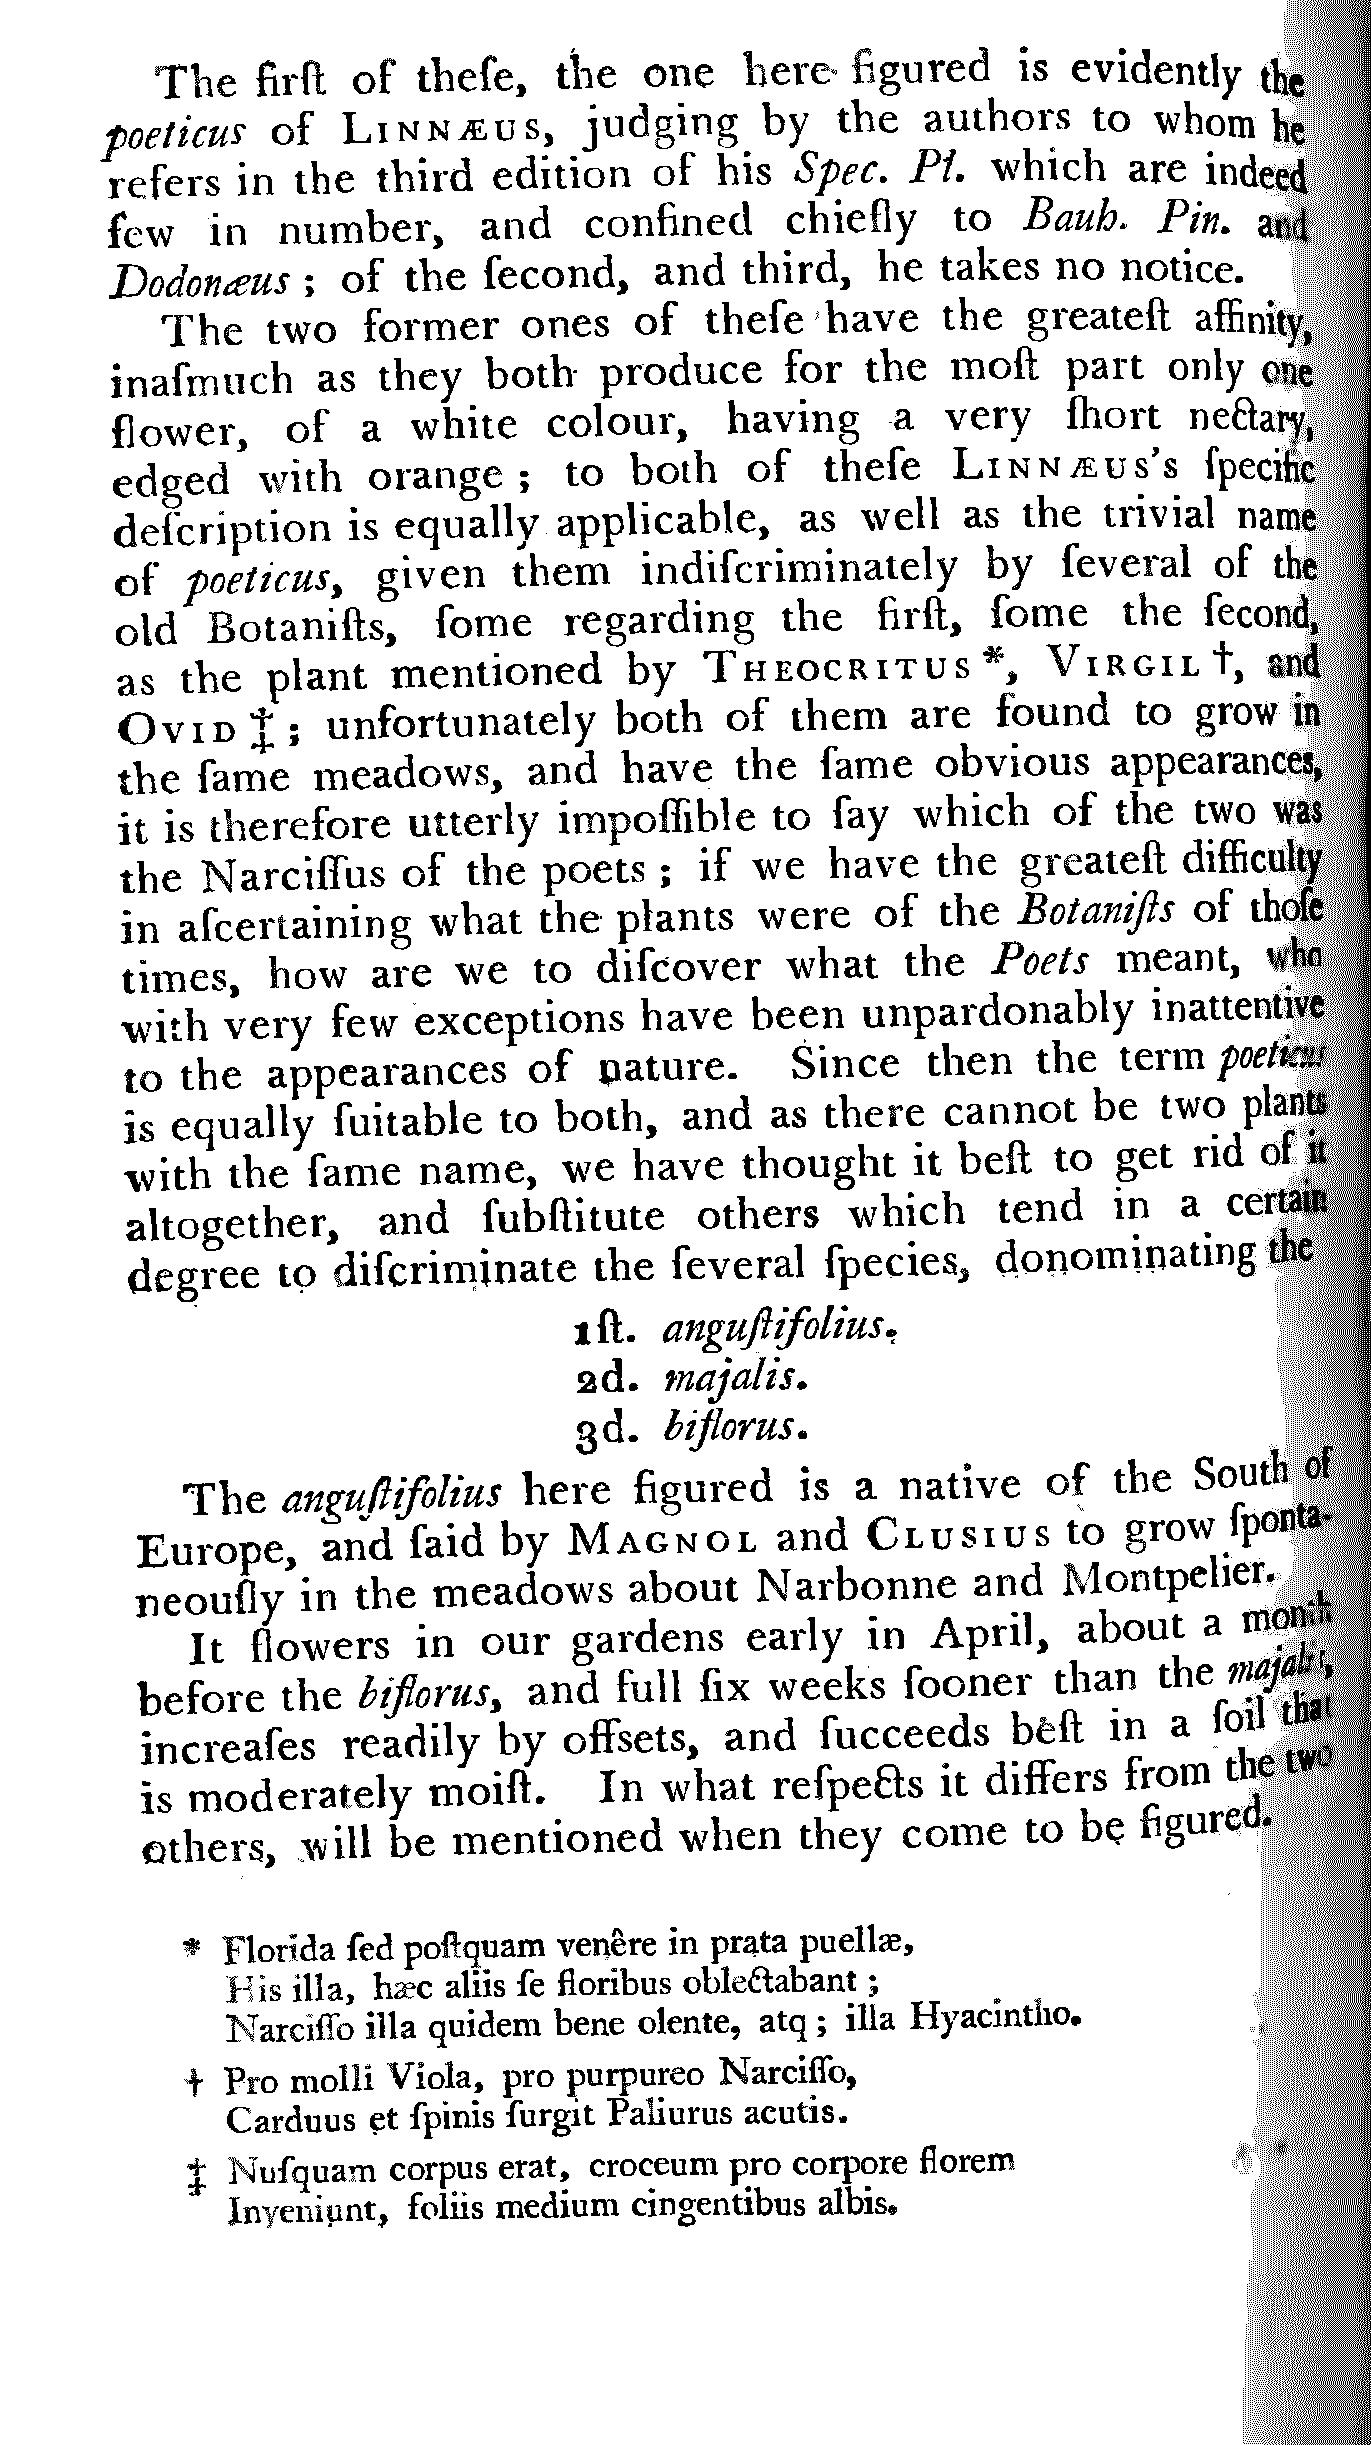 The firſt of theſe, the one here figured is evidently the
poeticus of LINNÆUS, judging by the authors to whom he
refers in the third edition of his Spec. Pl. which are indeed
few in number, and confined chiefly to Bauh. Pin. and
Dodonæus; of the ſecond, and third, he takes no notice.
The two former ones of theſe have the greateſt affinity,
inaſmuch as they both produce for the moſt part only one
flower, of a white colour, having a very ſhort nectary,
edged with orange; to both of theſe LINNÆUS's ſpecific
deſcription is equally applicable, as well as the trivial name
of poeticus, given them indiſcriminately by ſeveral of the
old Botaniſts, ſome regarding the firſt, ſome the ſecond,
as the plant mentioned by THEOCRITUS*, VIRGIL†, and
OVID‡; unfortunately both of them are found to grow in
the ſame meadows, and have the ſame obvious appearances,
it is therefore utterly impoſſible to ſay which of the two was
the Narciſſus of the poets; if we have the greateſt difficulty
in aſcertaining what the plants were of the Botaniſts of thoſe
times, how are we to diſcover what the Poets meant, who
with very few exceptions have been unpardonably inattentive
to the appearances of nature. Since then the term poeticus
is equally ſuitable to both, and as there cannot be two plants
with the ſame name, we have thought it beſt to get rid of it
altogether, and ſubſtitute others which tend in a certain
degree to diſcriminate the ſeveral ſpecies, donominating the
1ſt. anguſtifolius.
2d. majalis.
3d. biflorus.
The anguſtifolius here figured is a native of the South of
Europe, and ſaid by MAGNOL and CLUSIUS to grow ſponta-
neouſly in the meadows about Narbonne and Montpelier.
It flowers in our gardens early in April, about a month
before the biflorus, and full ſix weeks ſooner than the majalis,
increaſes readily by offsets, and ſucceeds beſt in a ſoil that
is moderately moiſt. In what reſpects it differs from the two
others, will be mentioned when they come to be figured.
* Florida ſed poſtquam venêre in prata puellæ,
His illa, hæc aliis ſe floribus oblectabant;
Narciſſo illa quidem bene olente, atq; illa Hyacintho.
† Pro molli Viola, pro purpureo Narciſſo,
Carduus et ſpinis ſurgit Paliurus acutis.
‡ Nuſquam corpus erat, croceum pro corpore florem
Inveniunt, foliis medium cingentibus albis.